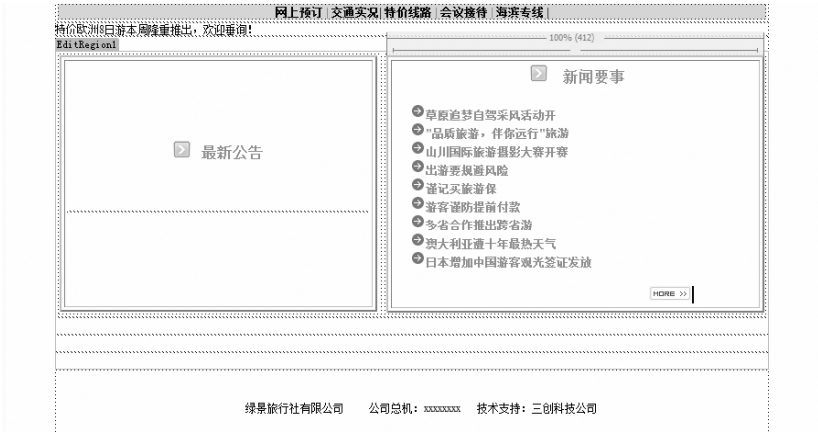 网上预订 | 交通实况| 特价线路 | 会议接待 | 海滨专线 |
特价欧洲8日游本周隆重推出，欢迎垂询！
EditRegion1
100% (412)
最新公告
新闻要事
草原追梦自驾采风活动开
"品质旅游，伴你远行"旅游
山川国际旅游摄影大赛开赛
出游要规避风险
谨记买旅游保
游客谨防提前付款
多省合作推出跨省游
澳大利亚遭十年最热天气
日本增加中国游客观光签证发放
MORE >>
绿景旅行社有限公司 公司总机：xxxxxxxx 技术支持：三创科技公司